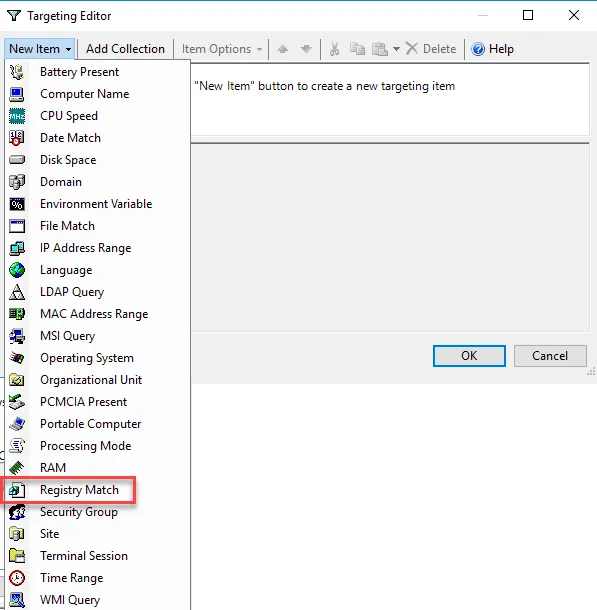 Targeting Editor
New Item Add Collection Item Options Delete Help
"New Item" button to create a new targeting item
Battery Present
Computer Name
MHz
CPU Speed
Date Match
Disk Space
Domain
Environment Variable
File Match
IP Address Range
Language
LDAP Query
MAC Address Range
MSI Query
Operating System
Organizational Unit
PCMCIA Present
Portable Computer
Processing Mode
RAM
Registry Match
Security Group
Site
Terminal Session
Time Range
WMI Query
OK Cancel